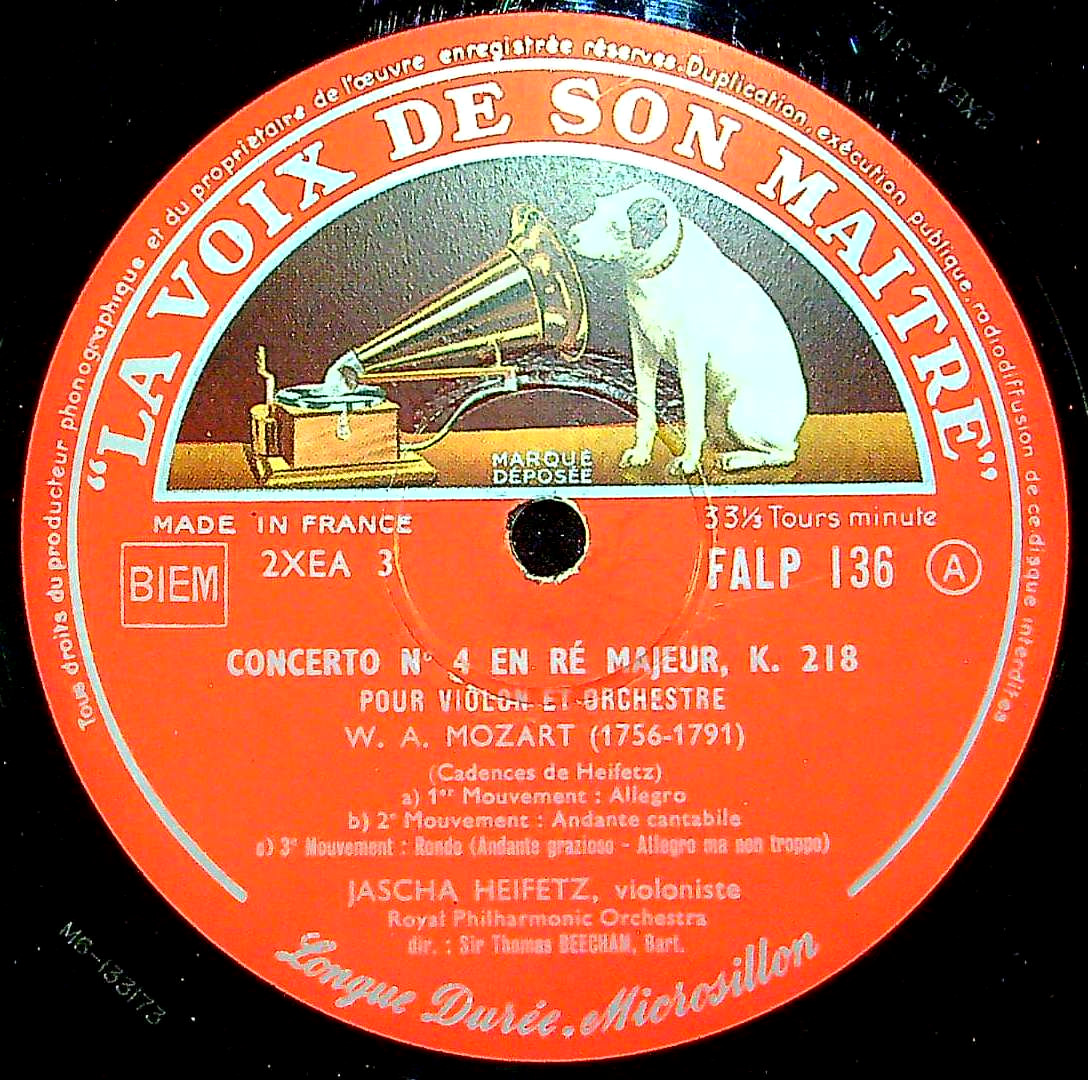 Tous droits du producteur phonographique et du propriétaire de l'œuvre enregistrée réservés. Duplication, exécution publique, radiodiffusion de ce disque interdites
“LA VOIX DE SON MAITRE”
MARQUE
DÉPOSÉE
MADE IN FRANCE
33⅓ Tours minute
BIEM
2XEA 3
FALP 136
A
CONCERTO N° 4 EN RÉ MAJEUR, K. 218
POUR VIOLON ET ORCHESTRE
W. A. MOZART (1756-1791)
(Cadences de Heifetz)
a) 1er Mouvement : Allegro
b) 2e Mouvement : Andante cantabile
c) 3e Mouvement : Rondo (Andante grazioso - Allegro ma non troppo)
JASCHA HEIFETZ, violoniste
Royal Philharmonic Orchestra
dir. : Sir Thomas BEECHAM, Bart.
Longue Durée. Microsillon
M6-133173